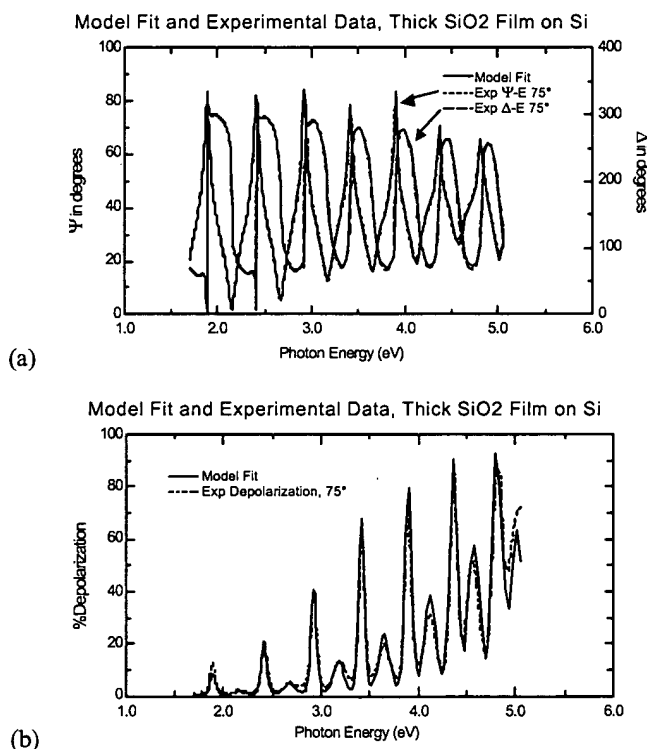 Model Fit and Experimental Data, Thick SiO2 Film on Si
100
80
60
40
20
0
Ψ in degrees
400
300
200
100
0
Δ in degrees
Model Fit
Exp Ψ-E 75°
Exp Δ-E 75°
1.0 2.0 3.0 4.0 5.0 6.0
Photon Energy (eV)
(a)
Model Fit and Experimental Data, Thick SiO2 Film on Si
100
80
60
40
20
0
%Depolarization
Model Fit
Exp Depolarization, 75°
1.0 2.0 3.0 4.0 5.0 6.0
Photon Energy (eV)
(b)